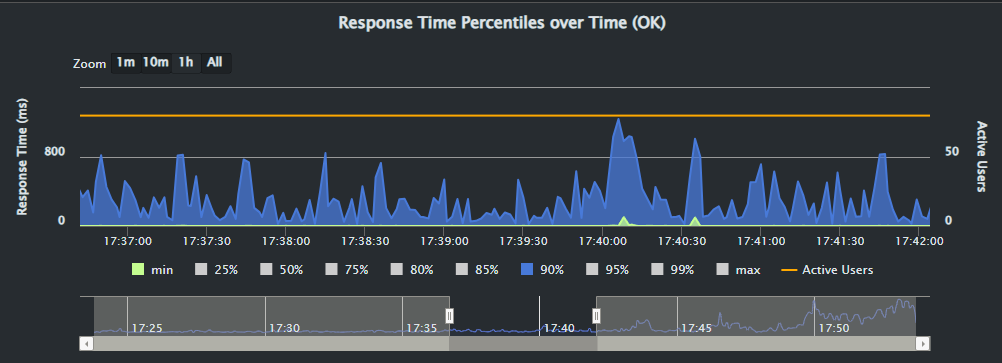 Response Time Percentiles over Time (OK)
Zoom 1m 10m 1h All
Response Time (ms)
Active Users
800 50
0 0
17:37:00 17:37:30 17:38:00 17:38:30 17:39:00 17:39:30 17:40:00 17:40:30 17:41:00 17:41:30 17:42:00
min 25% 50% 75% 80% 85% 90% 95% 99% max Active Users
17:25 17:30 17:35 17:40 17:45 17:50